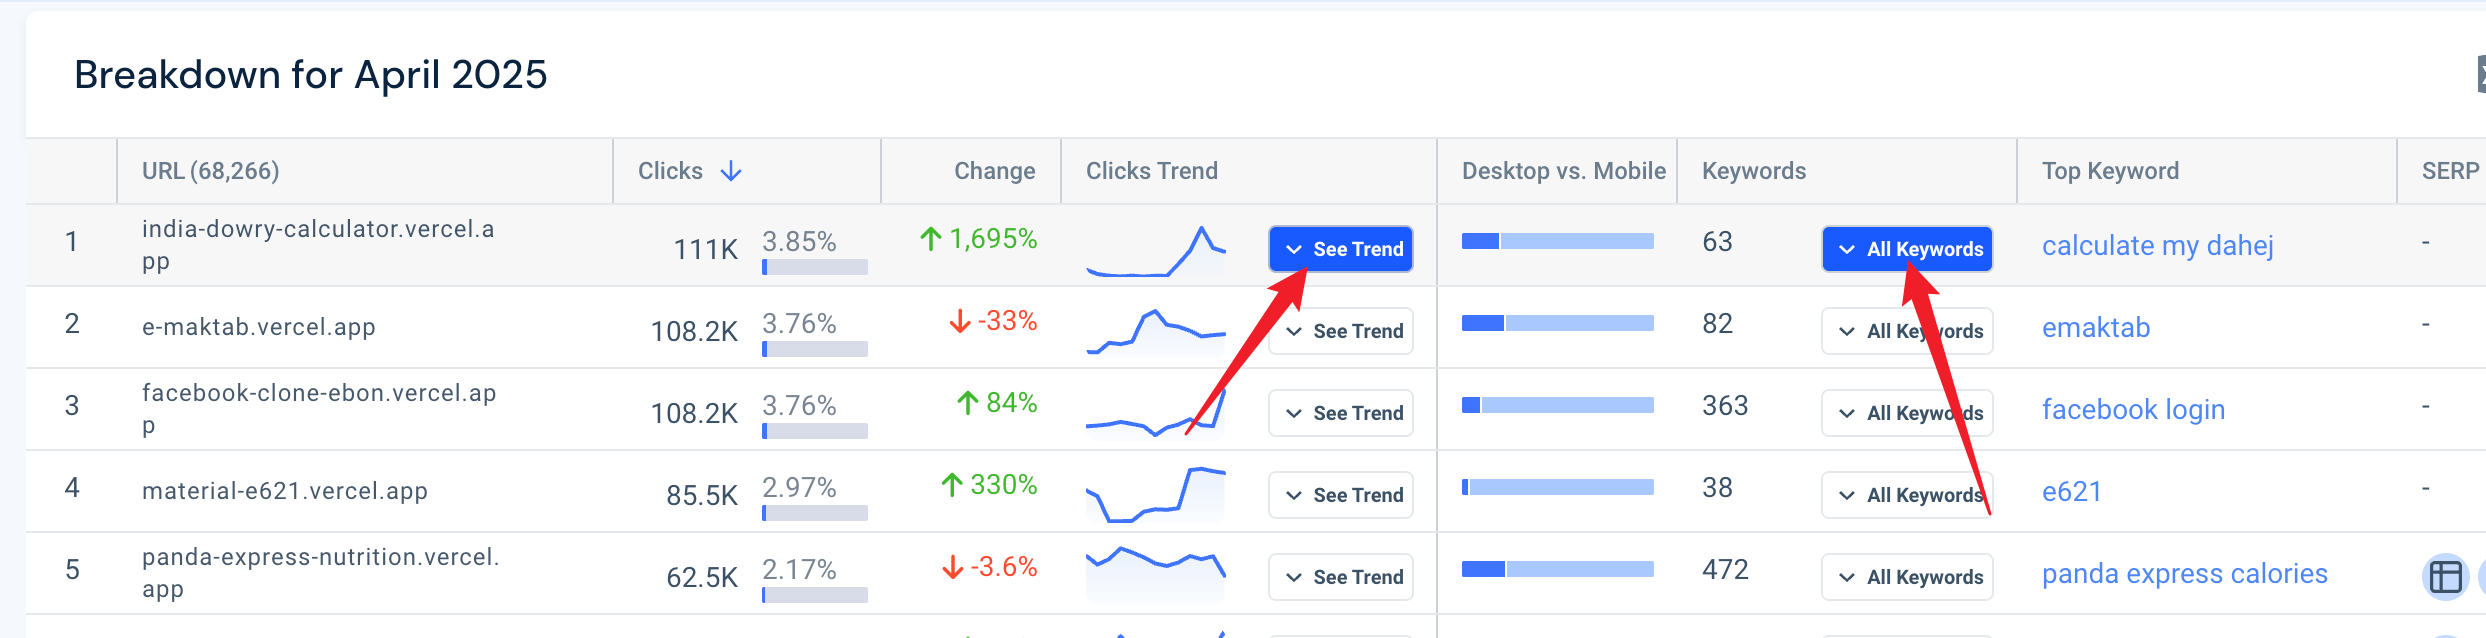 Breakdown for April 2025
URL (68,266) Clicks Change Clicks Trend Desktop vs. Mobile Keywords Top Keyword SERP
1 india-dowry-calculator.vercel.a
pp 111K 3.85% 1,695% See Trend 63 All Keywords calculate my dahej -
2 e-maktab.vercel.app 108.2K 3.76% -33% See Trend 82 All Keywords emaktab -
3 facebook-clone-ebon.vercel.ap
p 108.2K 3.76% 84% See Trend 363 All Keywords facebook login -
4 material-e621.vercel.app 85.5K 2.97% 330% See Trend 38 All Keywords e621 -
5 panda-express-nutrition.vercel.
app 62.5K 2.17% -3.6% See Trend 472 All Keywords panda express calories